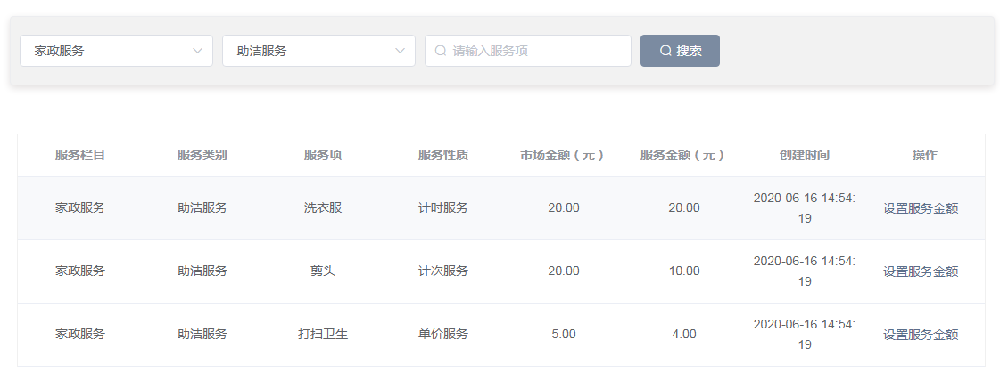 家政服务 助洁服务 请输入服务项 搜索
服务栏目 服务类别 服务项 服务性质 市场金额（元） 服务金额（元） 创建时间 操作
家政服务 助洁服务 洗衣服 计时服务 20.00 20.00 2020-06-16 14:54:
19 设置服务金额
家政服务 助洁服务 剪头 计次服务 20.00 10.00 2020-06-16 14:54:
19 设置服务金额
家政服务 助洁服务 打扫卫生 单价服务 5.00 4.00 2020-06-16 14:54:
19 设置服务金额